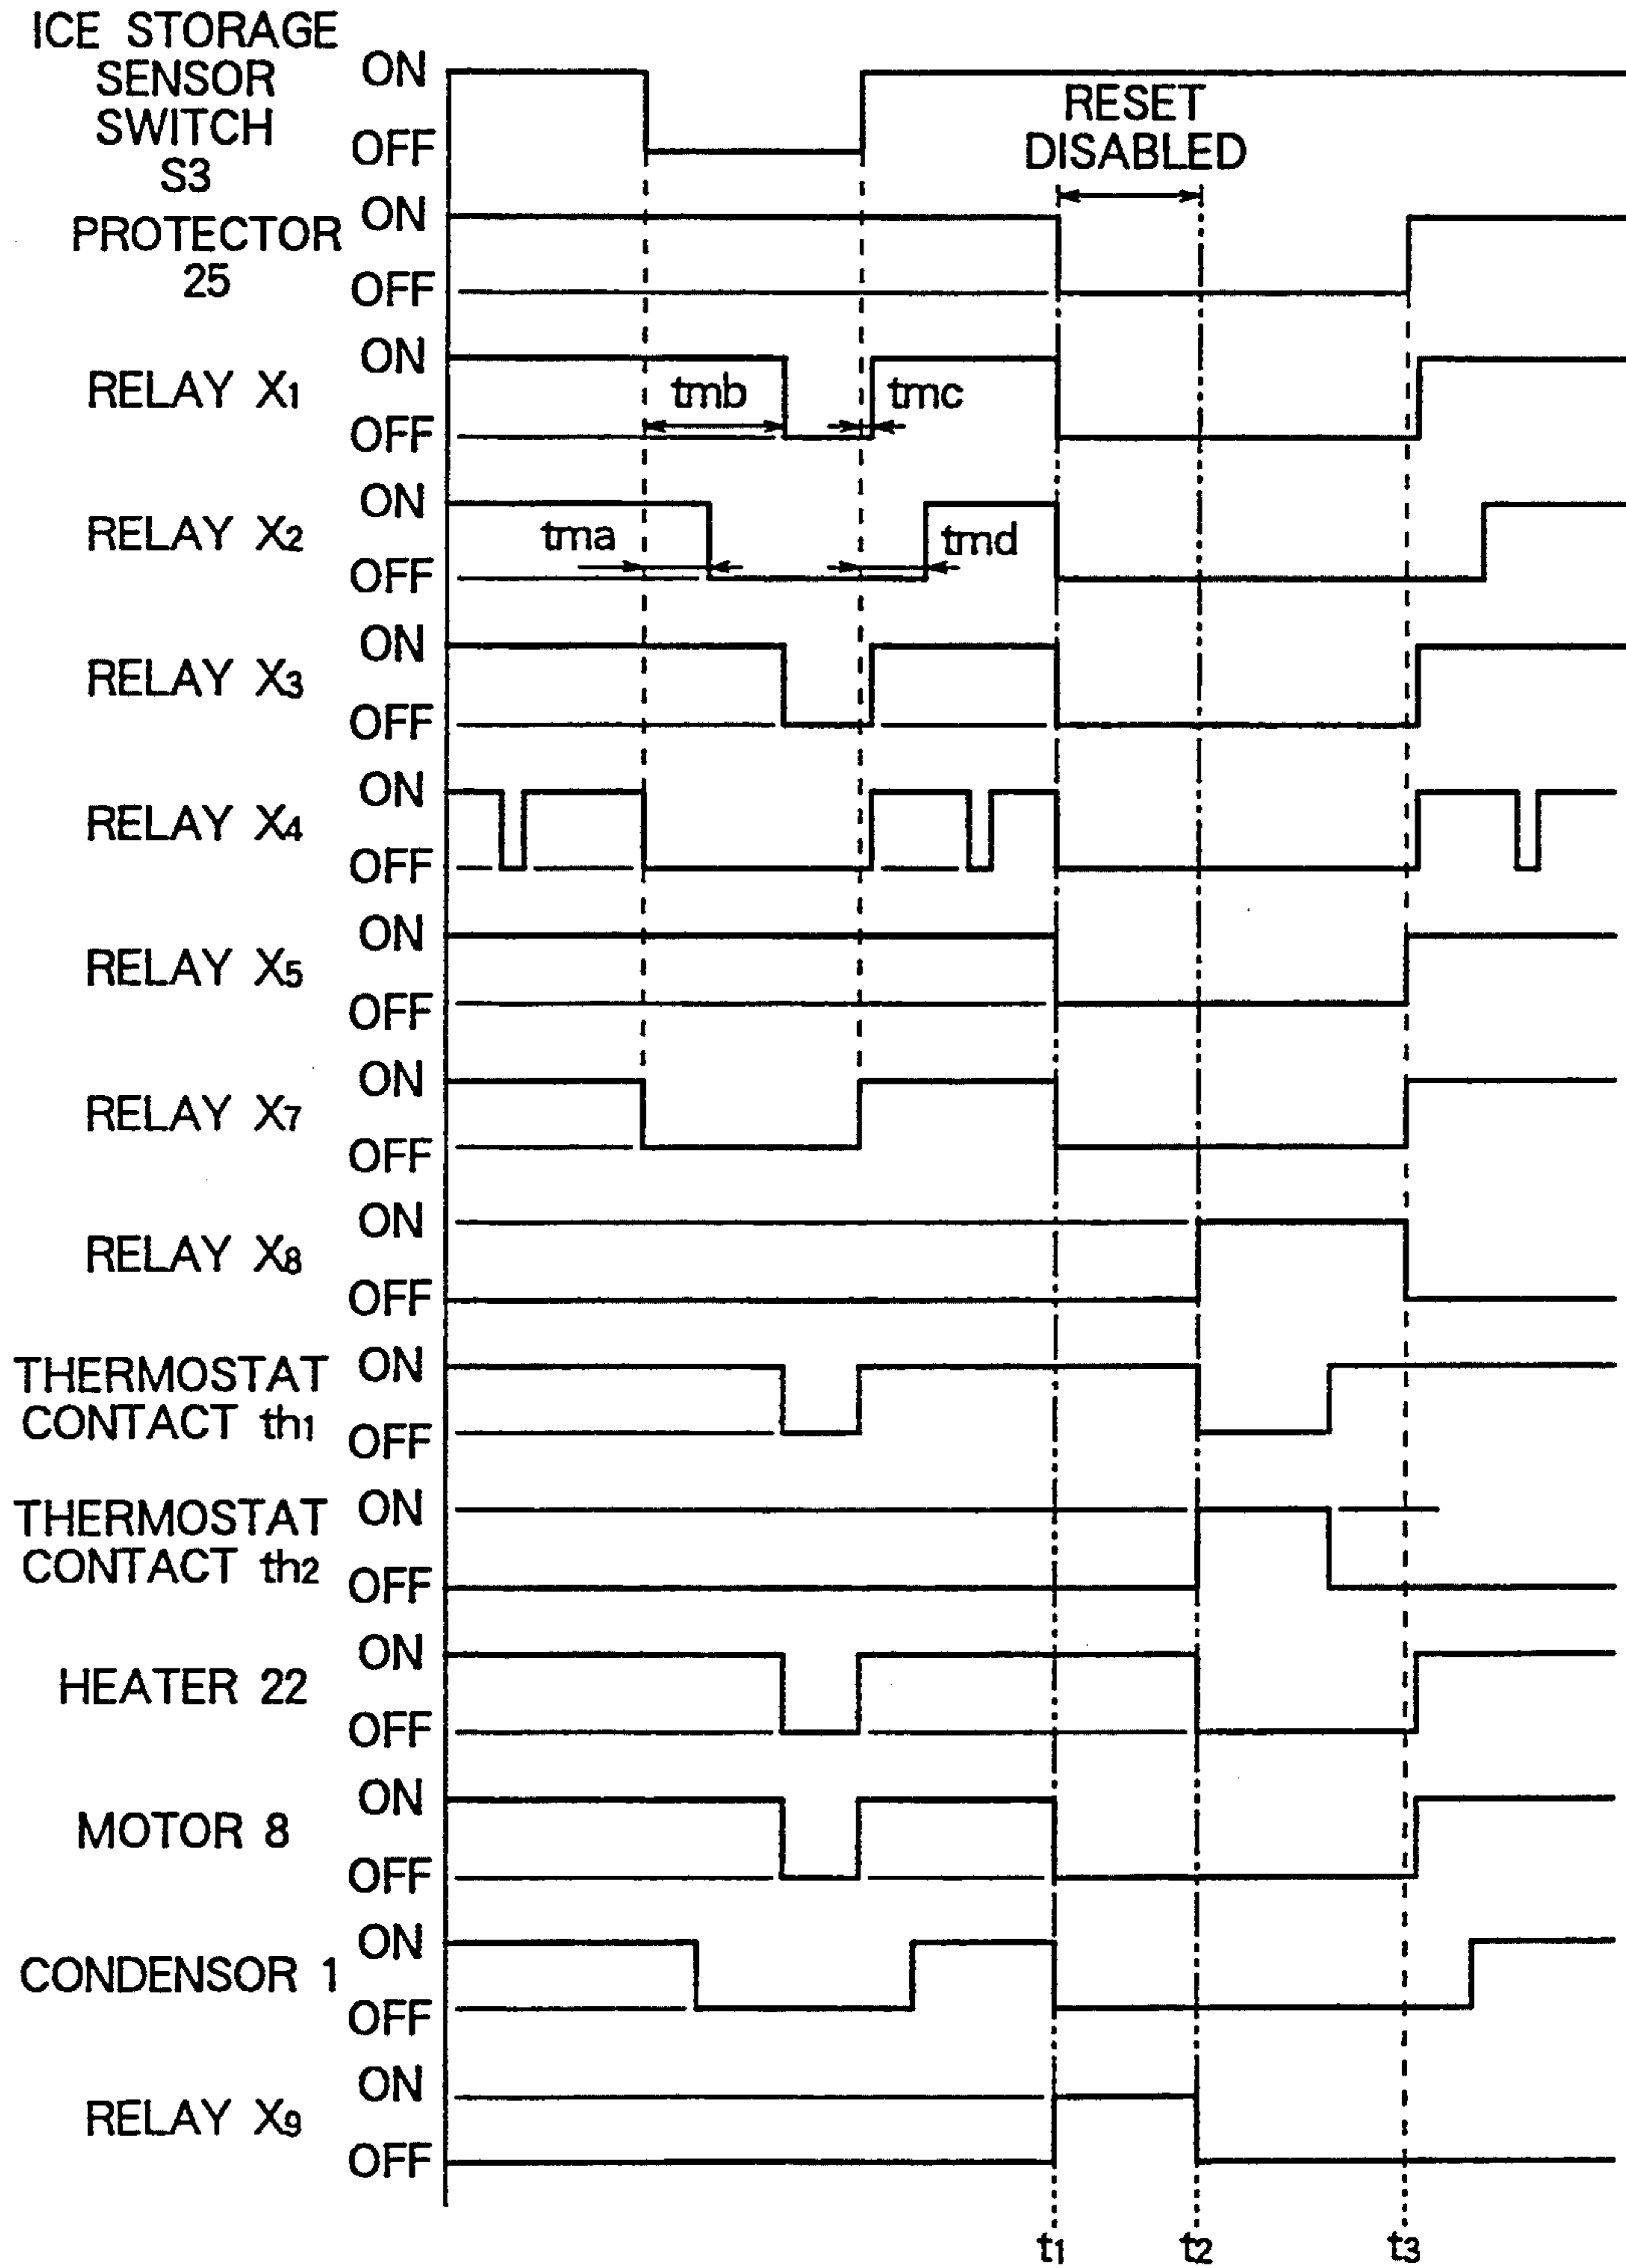 ICE STORAGE
SENSOR
SWITCH
S3
ON
OFF
RESET
DISABLED
PROTECTOR
25
ON
OFF
RELAY X1
ON
OFF
tmb
tmc
RELAY X2
ON
OFF
tma
tmd
RELAY X3
ON
OFF
RELAY X4
ON
OFF
RELAY X5
ON
OFF
RELAY X7
ON
OFF
RELAY X8
ON
OFF
THERMOSTAT
CONTACT th1
ON
OFF
THERMOSTAT
CONTACT th2
ON
OFF
HEATER 22
ON
OFF
MOTOR 8
ON
OFF
CONDENSOR 1
ON
OFF
RELAY X9
ON
OFF
t1
t2
t3